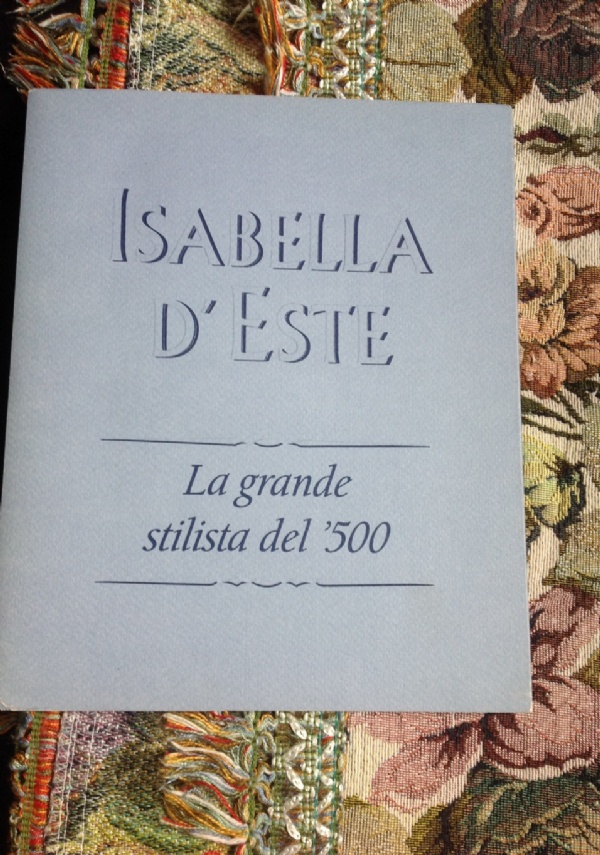 ISABELLA
D'ESTE
La grande
stilista del '500